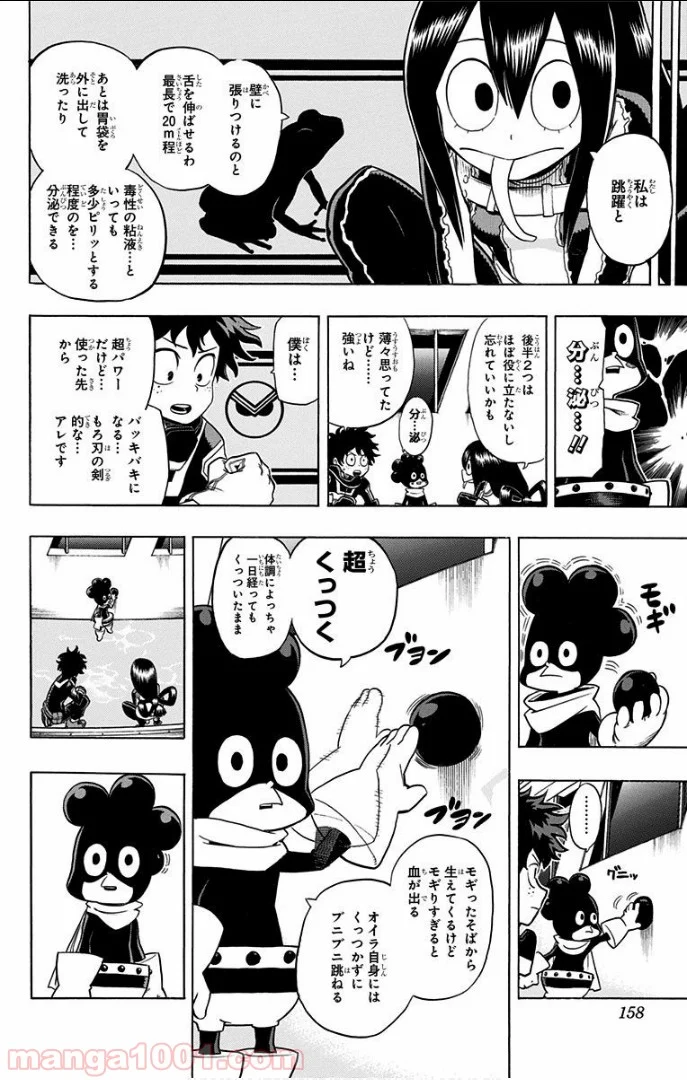 私は
跳躍と
壁に
張りつけるのと
舌を伸ばせるわ
最長で20m程
あとは胃袋を
外に出して
洗ったり
毒性の粘液…と
いっても
多少ピリッとする
程度のを…
分泌できる
分…泌…!!
後半2つは
ほぼ役に立たないし
忘れていいかも
薄々思ってた
けど……
強いね
分…泌…
僕は…
超パワー
だけど…
使った先
から
バッキバキに
なる…
もろ刃の剣
的な…
アレです
モギ
……
グニッ
超
くっつく
体調によっちゃ
一日経っても
くっついたまま
ブヨン
ブヨン
モギったそばから
生えてくるけど
モギりすぎると
血が出る
オイラ自身には
くっつかずに
プニプニ跳ねる
158
manga1001.com